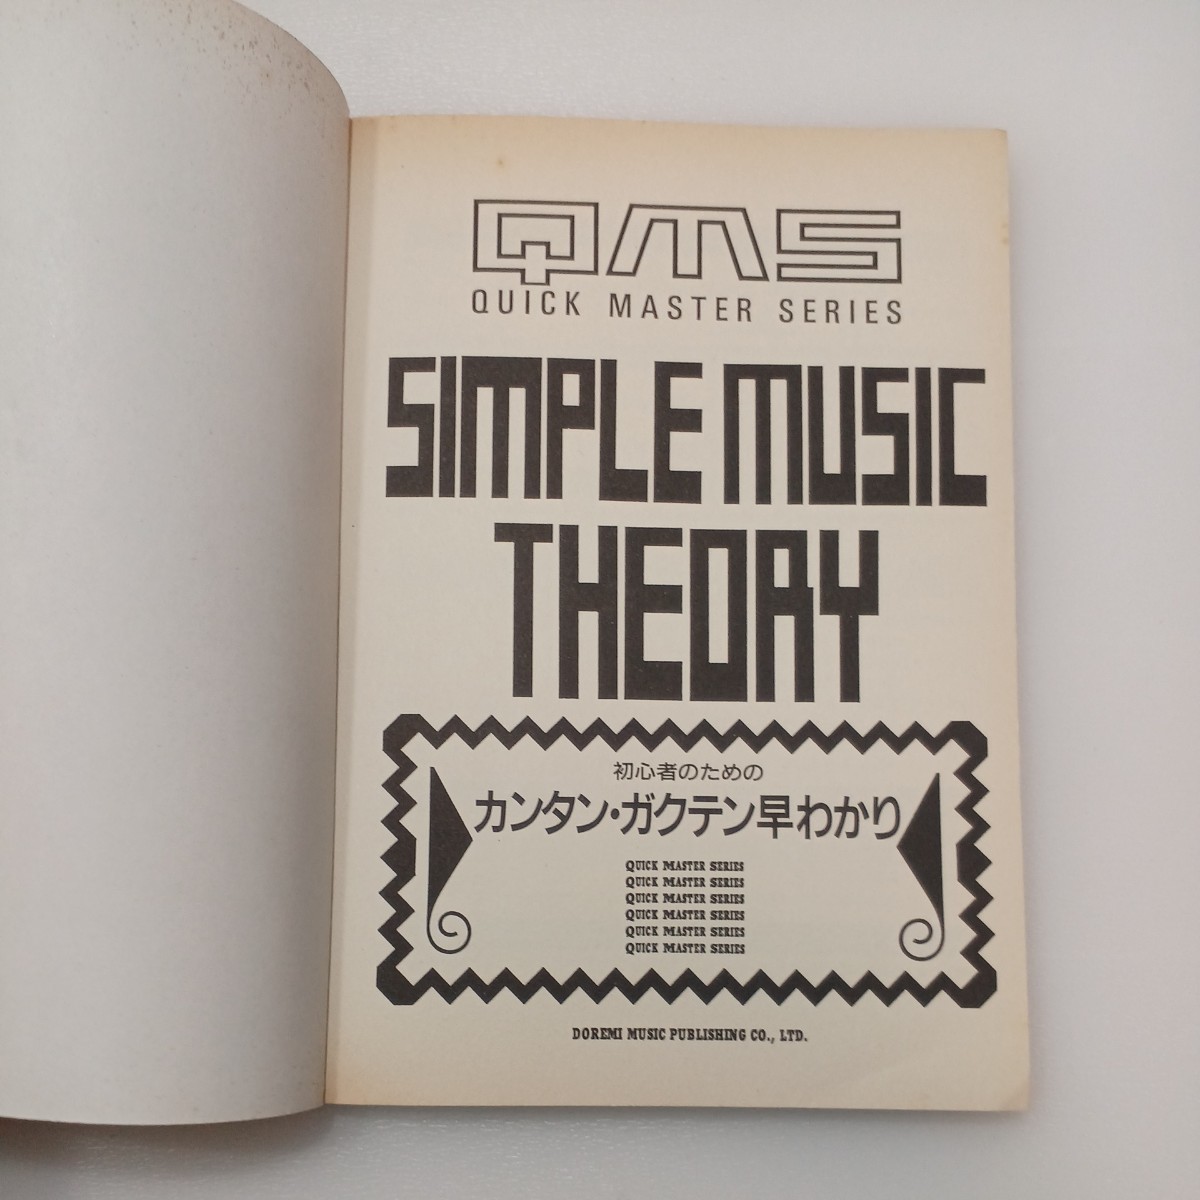 QMS
QUICK MASTER SERIES
SIMPLE MUSIC
THEORY
初心者のための
カンタン・ガクテン早わかり
QUICK MASTER SERIES
QUICK MASTER SERIES
QUICK MASTER SERIES
QUICK MASTER SERIES
QUICK MASTER SERIES
QUICK MASTER SERIES
DOREMI MUSIC PUBLISHING CO., LTD.